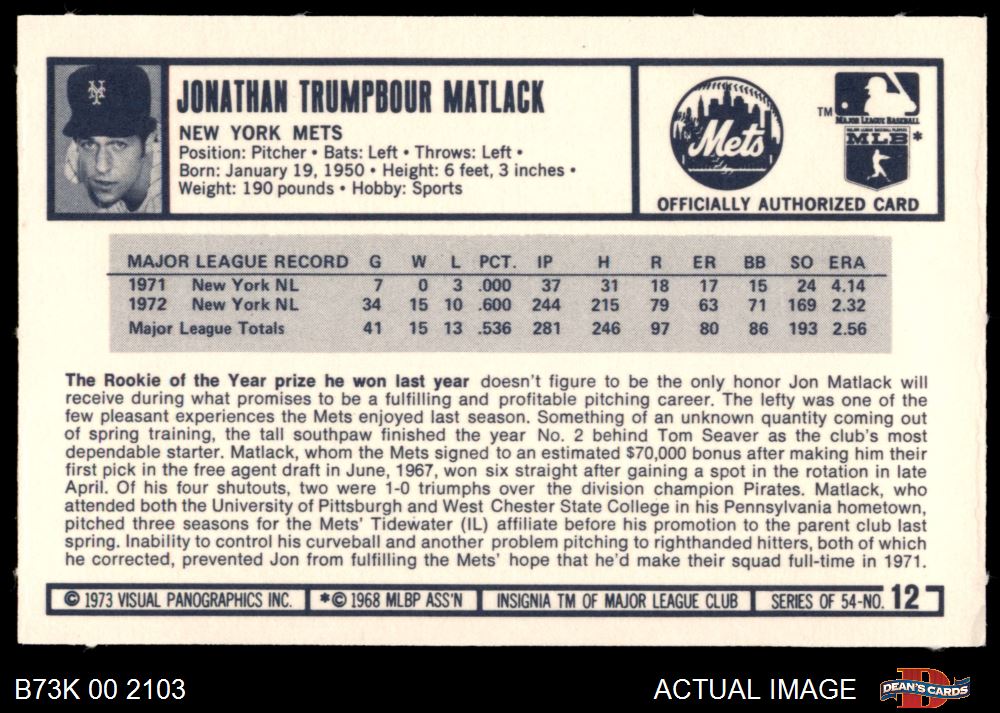 JONATHAN TRUMPBOUR MATLACK
NEW YORK METS
Position: Pitcher • Bats: Left • Throws: Left •
Born: January 19, 1950 • Height: 6 feet, 3 inches •
Weight: 190 pounds • Hobby: Sports
NY
Mets
TM
MAJOR LEAGUE BASEBALL
MAJOR LEAGUE BASEBALL PLAYERS
MLB *
OFFICIALLY AUTHORIZED CARD
MAJOR LEAGUE RECORD G W L PCT. IP H R ER BB SO ERA
1971 New York NL 7 0 3 .000 37 31 18 17 15 24 4.14
1972 New York NL 34 15 10 .600 244 215 79 63 71 169 2.32
Major League Totals 41 15 13 .536 281 246 97 80 86 193 2.56
The Rookie of the Year prize he won last year doesn't figure to be the only honor Jon Matlack will
receive during what promises to be a fulfilling and profitable pitching career. The lefty was one of the
few pleasant experiences the Mets enjoyed last season. Something of an unknown quantity coming out
of spring training, the tall southpaw finished the year No. 2 behind Tom Seaver as the club's most
dependable starter. Matlack, whom the Mets signed to an estimated $70,000 bonus after making him their
first pick in the free agent draft in June, 1967, won six straight after gaining a spot in the rotation in late
April. Of his four shutouts, two were 1-0 triumphs over the division champion Pirates. Matlack, who
attended both the University of Pittsburgh and West Chester State College in his Pennsylvania hometown,
pitched three seasons for the Mets' Tidewater (IL) affiliate before his promotion to the parent club last
spring. Inability to control his curveball and another problem pitching to righthanded hitters, both of which
he corrected, prevented Jon from fulfilling the Mets' hope that he'd make their squad full-time in 1971.
© 1973 VISUAL PANOGRAPHICS INC. *© 1968 MLBP ASS'N INSIGNIA TM OF MAJOR LEAGUE CLUB SERIES OF 54-NO. 12
B73K 00 2103 ACTUAL IMAGE D DEAN'S CARDS